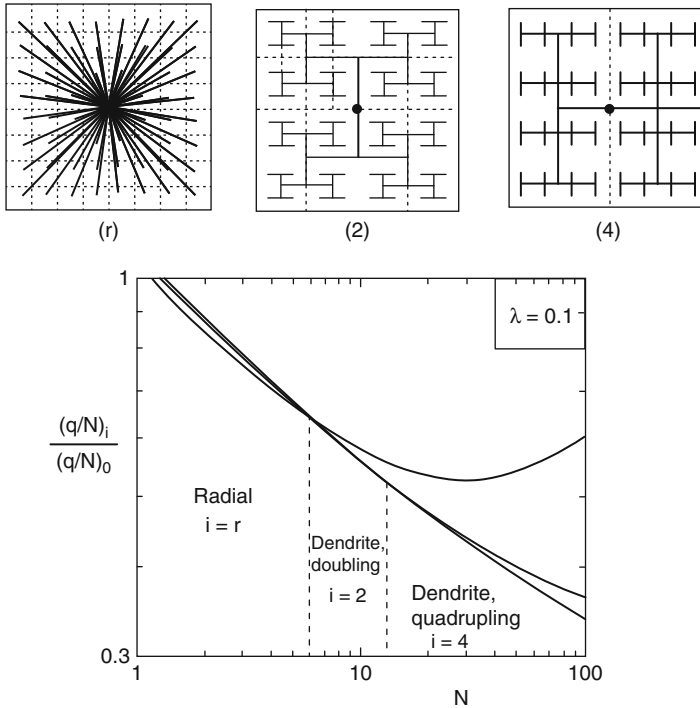 (r)
(2)
(4)
1
λ = 0.1
(q/N)i
(q/N)0
Radial
i = r
Dendrite,
doubling
i = 2
Dendrite,
quadrupling
i = 4
0.3
1
10
100
N